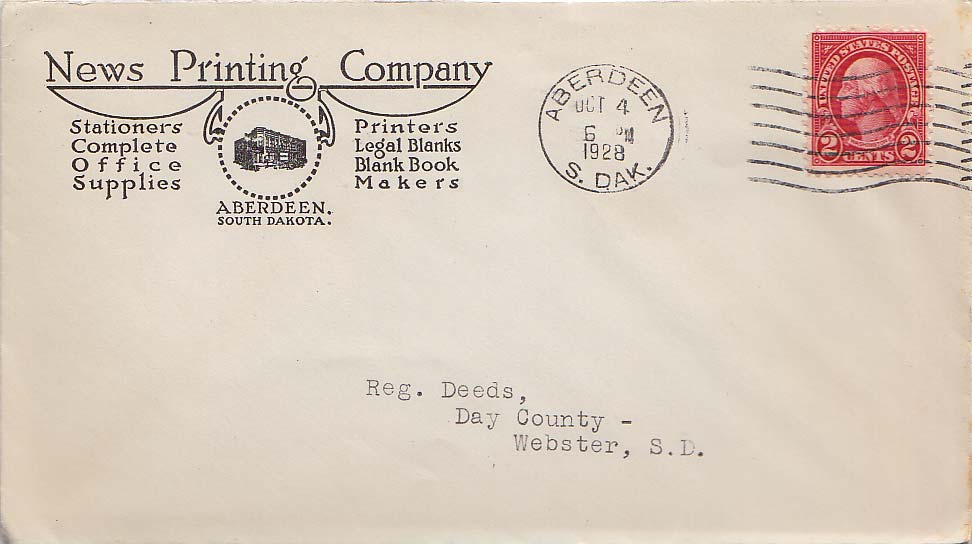 News Printing Company
Stationers
Complete
Office
Supplies
Printers
Legal Blanks
Blank Book
Makers
ABERDEEN.
SOUTH DAKOTA.
ABERDEEN
OCT 4
6 PM
1928
S. DAK.
UNITED STATES POSTAGE
2 CENTS 2
Reg. Deeds,
Day County -
Webster, S.D.